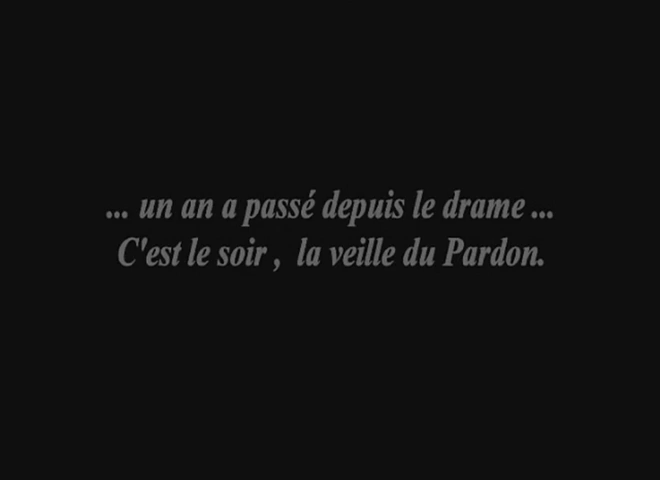 ... un an a passé depuis le drame ...
C'est le soir , la veille du Pardon.